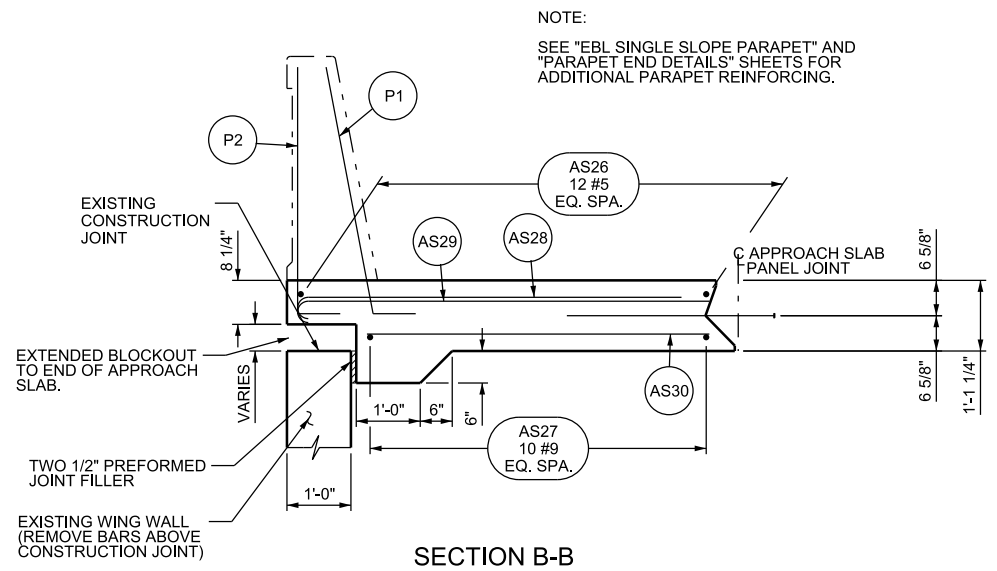 NOTE:
SEE "EBL SINGLE SLOPE PARAPET" AND
"PARAPET END DETAILS" SHEETS FOR
ADDITIONAL PARAPET REINFORCING.
P1
P2
AS26
12 #5
EQ. SPA.
EXISTING
CONSTRUCTION
JOINT
8 1/4"
AS29
AS28
℄ APPROACH SLAB
PANEL JOINT
6 5/8"
6 5/8"
1'-1 1/4"
EXTENDED BLOCKOUT
TO END OF APPROACH
SLAB.
VARIES
1'-0"
6"
6"
AS30
AS27
10 #9
EQ. SPA.
TWO 1/2" PREFORMED
JOINT FILLER
1'-0"
EXISTING WING WALL
(REMOVE BARS ABOVE
CONSTRUCTION JOINT)
SECTION B-B